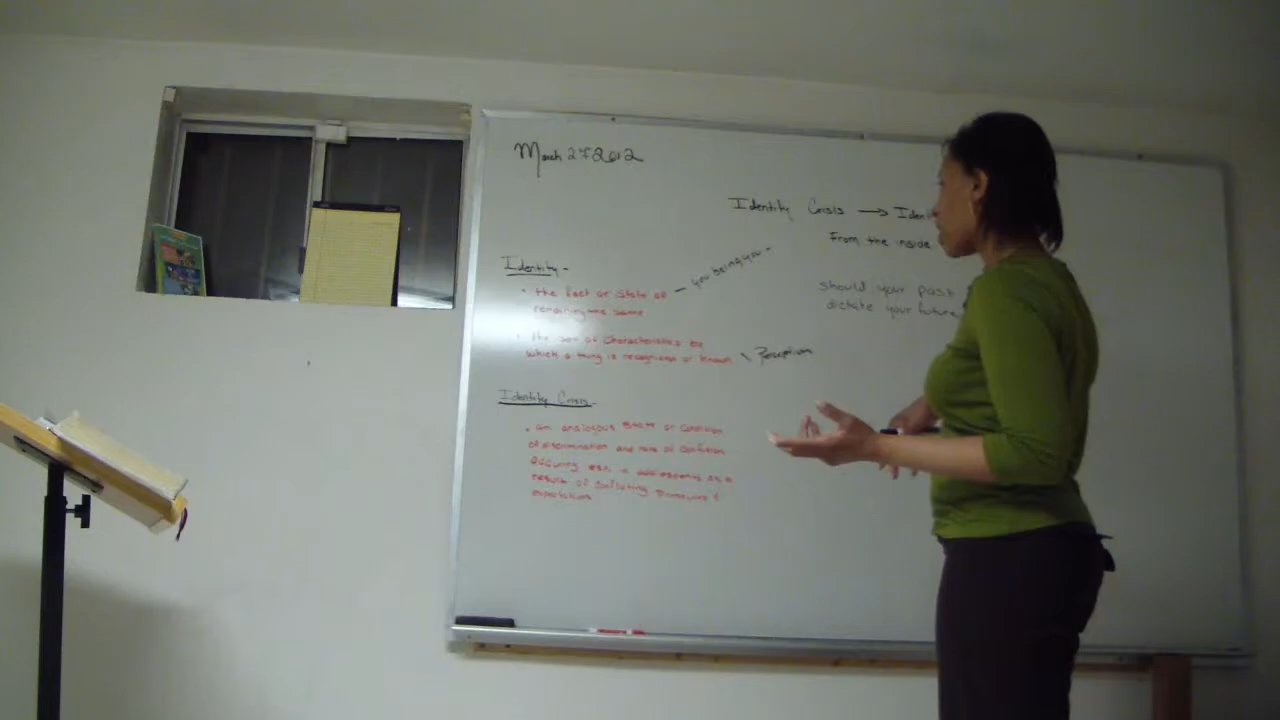 March 2012
Identity Crisis → Iden
From the inside
Identity -
• the fact or State of — you being you -
remaining the same
should your past
dictate your future
• the set of characteristics by
which a thing is recognized or known \ Perception
Identity Crisis
• an analogous State or Condition
of discrimination and role of confusion
occuring esp. in adolescents as a
result of conflicting pressures &
expectations